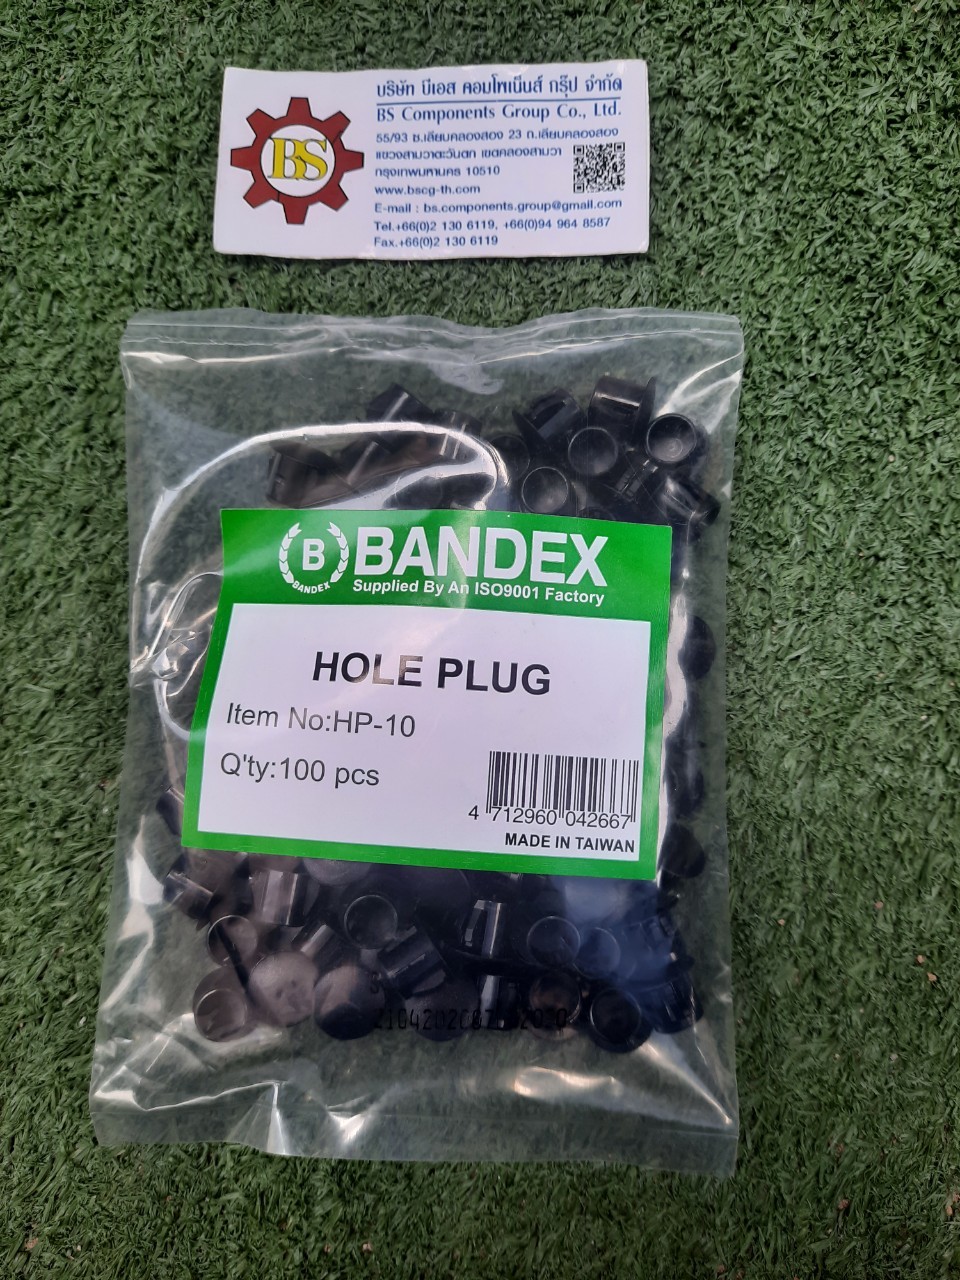 BS
บริษัท บีเอส คอมโพเน็นส์ กรุ๊ป จำกัด
BS Components Group Co., Ltd.
55/93 ซ.เลียบคลองสอง 23 ถ.เลียบคลองสอง
แขวงสามวาตะวันตก เขตคลองสามวา
กรุงเทพมหานคร 10510
www.bscg-th.com
E-mail : bs.components.group@gmail.com
Tel.+66(0)2 130 6119, +66(0)94 964 8587
Fax.+66(0)2 130 6119
B
BANDEX
BANDEX
Supplied By An ISO9001 Factory
HOLE PLUG
Item No:HP-10
Q'ty:100 pcs
4 712960 042667
MADE IN TAIWAN